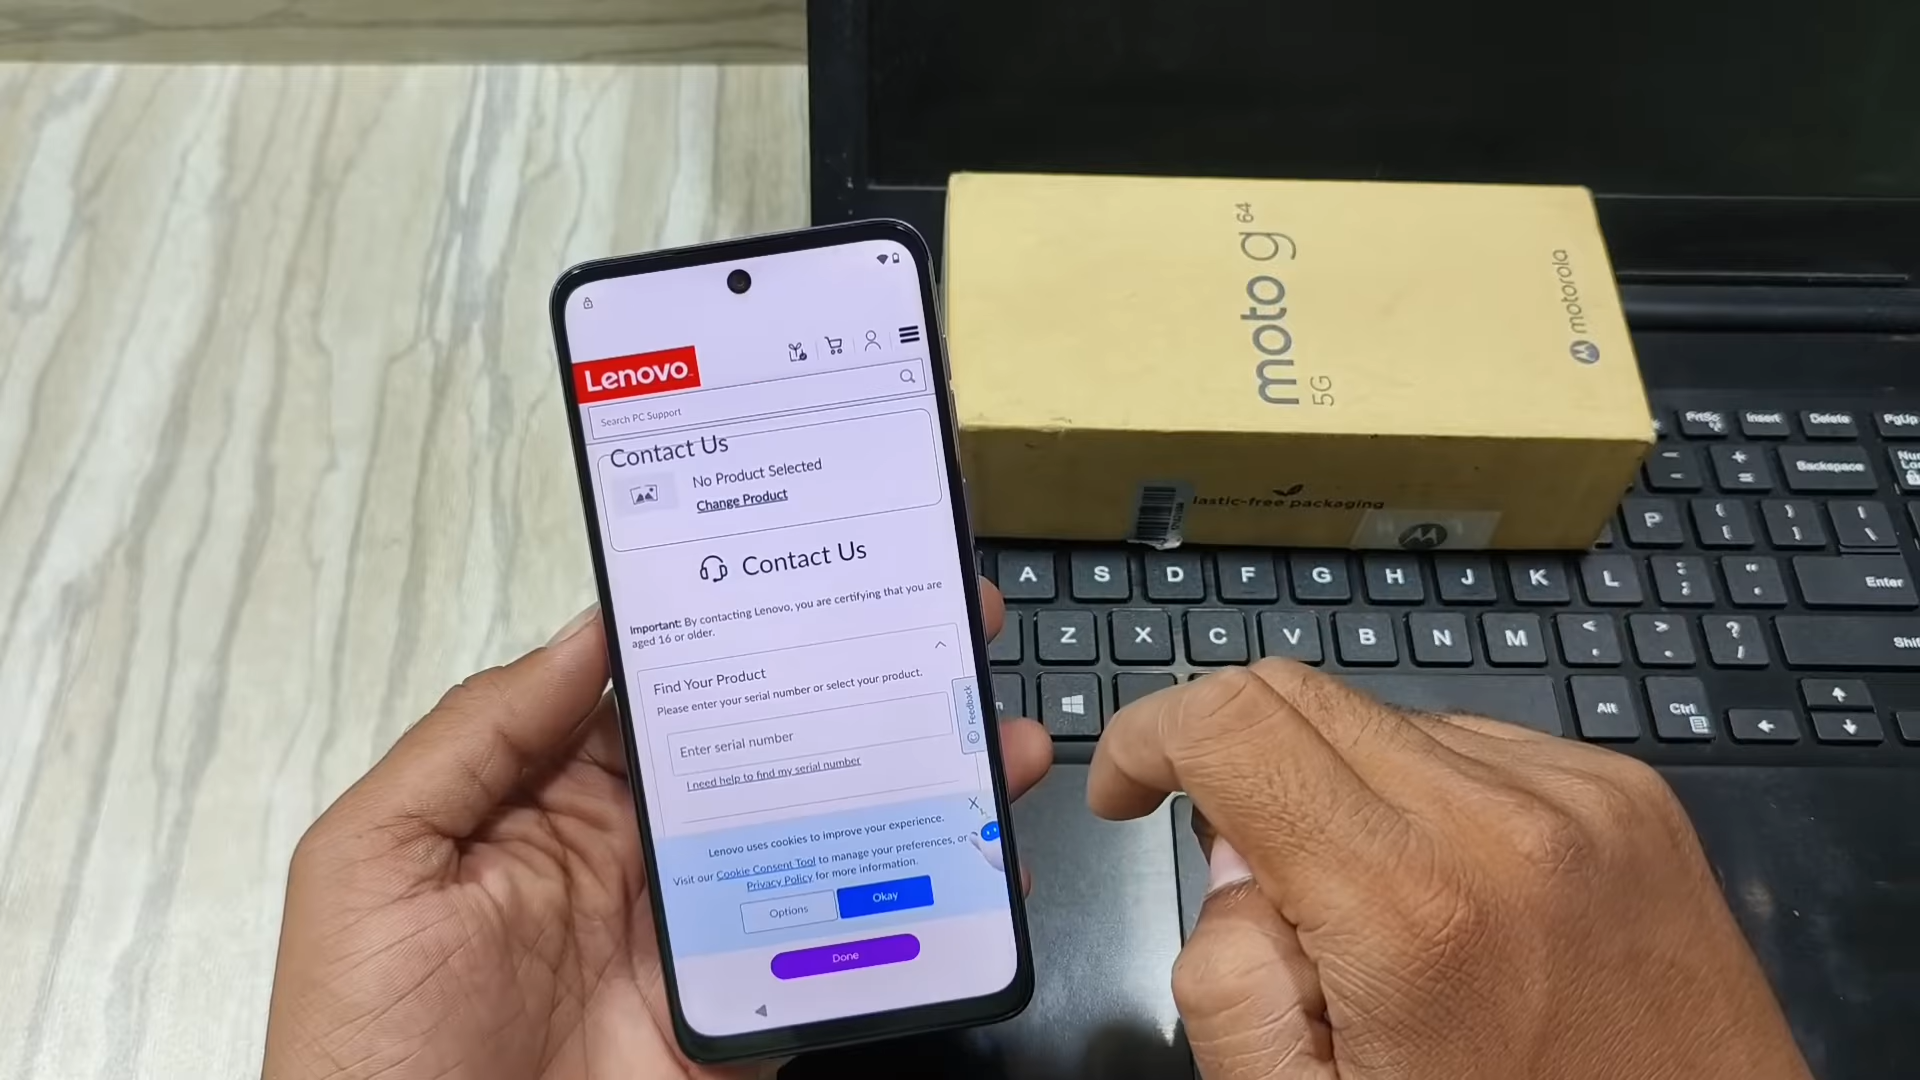 Lenovo
Search PC Support
Contact Us
No Product Selected
Change Product
Contact Us
Important: By contacting Lenovo, you are certifying that you are
aged 16 or older.
Find Your Product
Please enter your serial number or select your product.
Enter serial number
I need help to find my serial number
Feedback
X
Lenovo uses cookies to improve your experience.
Visit our Cookie Consent Tool to manage your preferences, or
Privacy Policy for more information.
Options
Okay
Done
moto g 64
5G
motorola
lastic-free packaging
PrtSc
Insert
Delete
PgUp
Backspace
P
{
[
}
]
|
\
A
S
D
F
G
H
J
K
L
:
;
Enter
Z
X
C
V
B
N
M
<
,
>
.
?
/
Shi
Alt
Ctrl